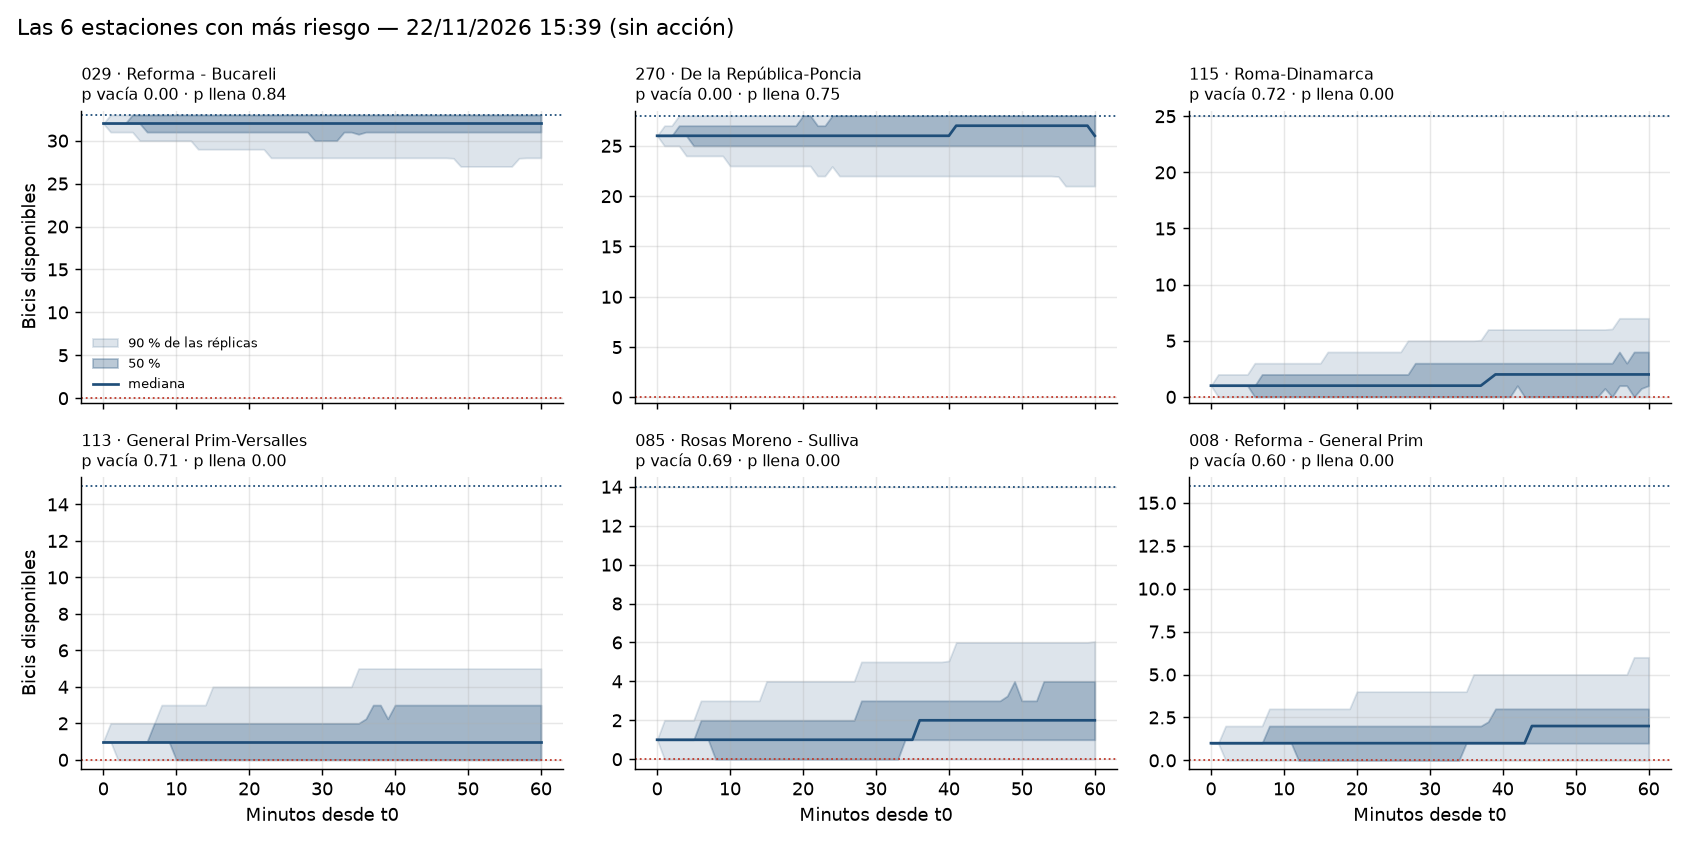 Las 6 estaciones con más riesgo — 22/11/2026 15:39 (sin acción)
029 · Reforma - Bucareli
p vacía 0.00 · p llena 0.84
270 · De la República-Poncia
p vacía 0.00 · p llena 0.75
115 · Roma-Dinamarca
p vacía 0.72 · p llena 0.00
Bicis disponibles
30
25
20
15
10
5
0
90 % de las réplicas
50 %
mediana
25
20
15
10
5
0
25
20
15
10
5
0
113 · General Prim-Versalles
p vacía 0.71 · p llena 0.00
085 · Rosas Moreno - Sulliva
p vacía 0.69 · p llena 0.00
008 · Reforma - General Prim
p vacía 0.60 · p llena 0.00
Bicis disponibles
14
12
10
8
6
4
2
0
0 10 20 30 40 50 60
Minutos desde t0
14
12
10
8
6
4
2
0
0 10 20 30 40 50 60
Minutos desde t0
15.0
12.5
10.0
7.5
5.0
2.5
0.0
0 10 20 30 40 50 60
Minutos desde t0